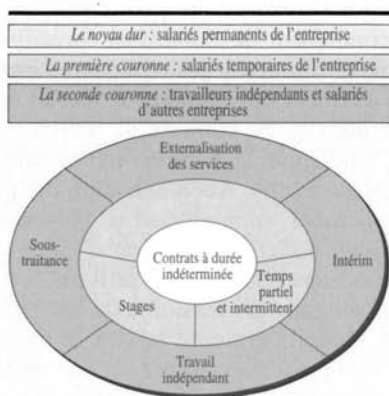 Le noyau dur : salariés permanents de l'entreprise
La première couronne : salariés temporaires de l'entreprise
La seconde couronne : travailleurs indépendants et salariés
d'autres entreprises
Externalisation
des services
Sous-
traitance
Contrats à durée
indéterminée
Intérim
Temps
partiel
et intermittent
Stages
Travail
indépendant